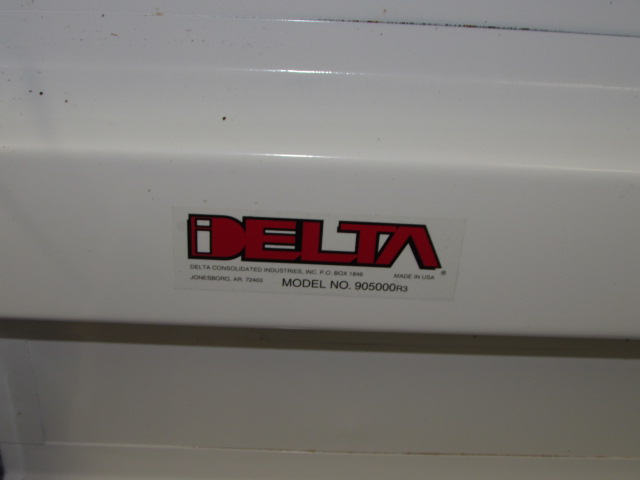 DELTA
DELTA CONSOLIDATED INDUSTRIES, INC. P.O. BOX 1846 MADE IN USA
JONESBORO, AR. 72403 MODEL NO. 905000R3